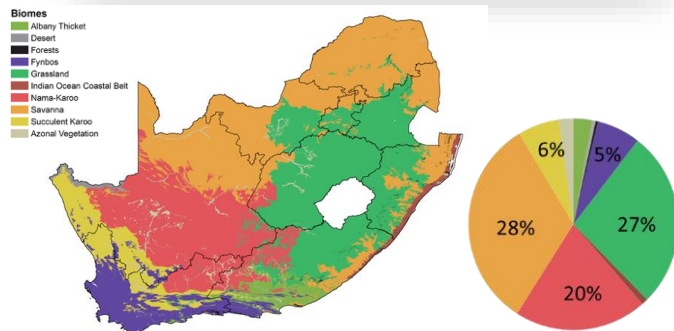 Biomes
Albany Thicket
Desert
Forests
Fynbos
Grassland
Indian Ocean Coastal Belt
Nama-Karoo
Savanna
Succulent Karoo
Azonal Vegetation
6%
5%
28%
27%
20%